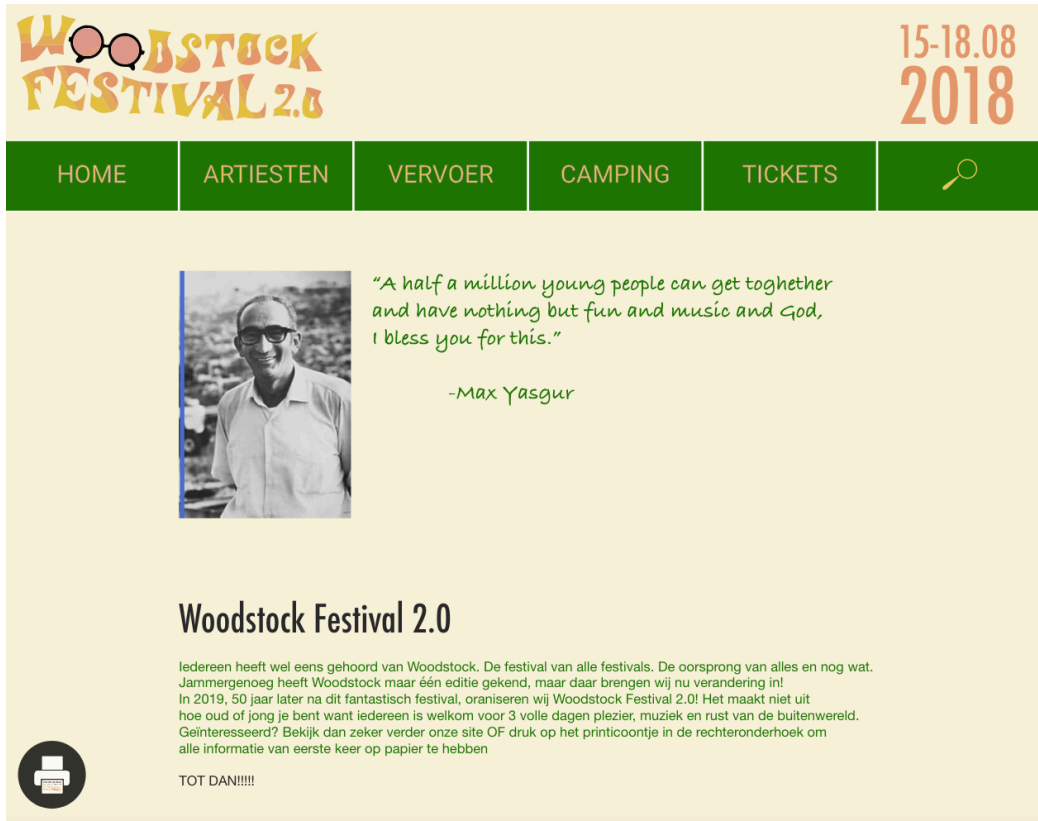 WOODSTOCK
FESTIVAL 2.0
15-18.08
2018
HOME
ARTIESTEN
VERVOER
CAMPING
TICKETS
“A half a million young people can get toghether
and have nothing but fun and music and God,
I bless you for this.”
-Max Yasgur
Woodstock Festival 2.0
Iedereen heeft wel eens gehoord van Woodstock. De festival van alle festivals. De oorsprong van alles en nog wat.
Jammergenoeg heeft Woodstock maar één editie gekend, maar daar brengen wij nu verandering in!
In 2019, 50 jaar later na dit fantastisch festival, oraniseren wij Woodstock Festival 2.0! Het maakt niet uit
hoe oud of jong je bent want iedereen is welkom voor 3 volle dagen plezier, muziek en rust van de buitenwereld.
Geïnteresseerd? Bekijk dan zeker verder onze site OF druk op het printicoontje in de rechteronderhoek om
alle informatie van eerste keer op papier te hebben
TOT DAN!!!!!